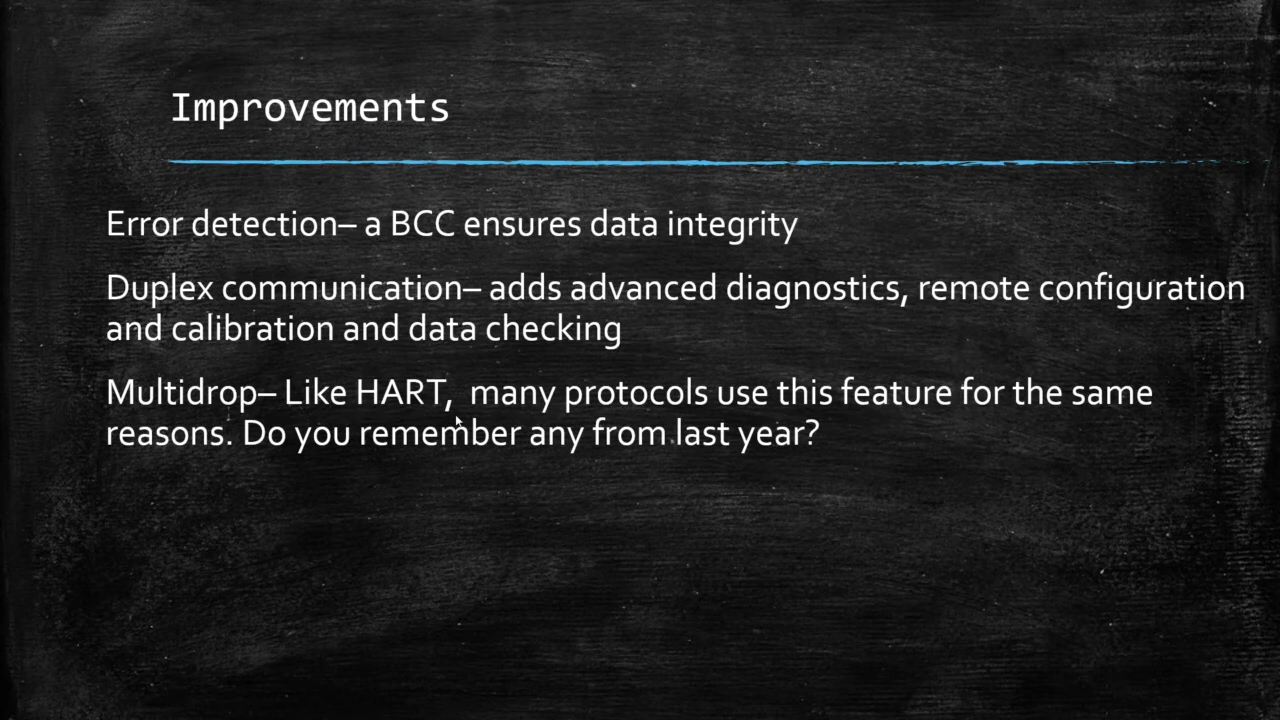 Improvements
Error detection– a BCC ensures data integrity
Duplex communication– adds advanced diagnostics, remote configuration
and calibration and data checking
Multidrop– Like HART,  many protocols use this feature for the same
reasons. Do you remember any from last year?